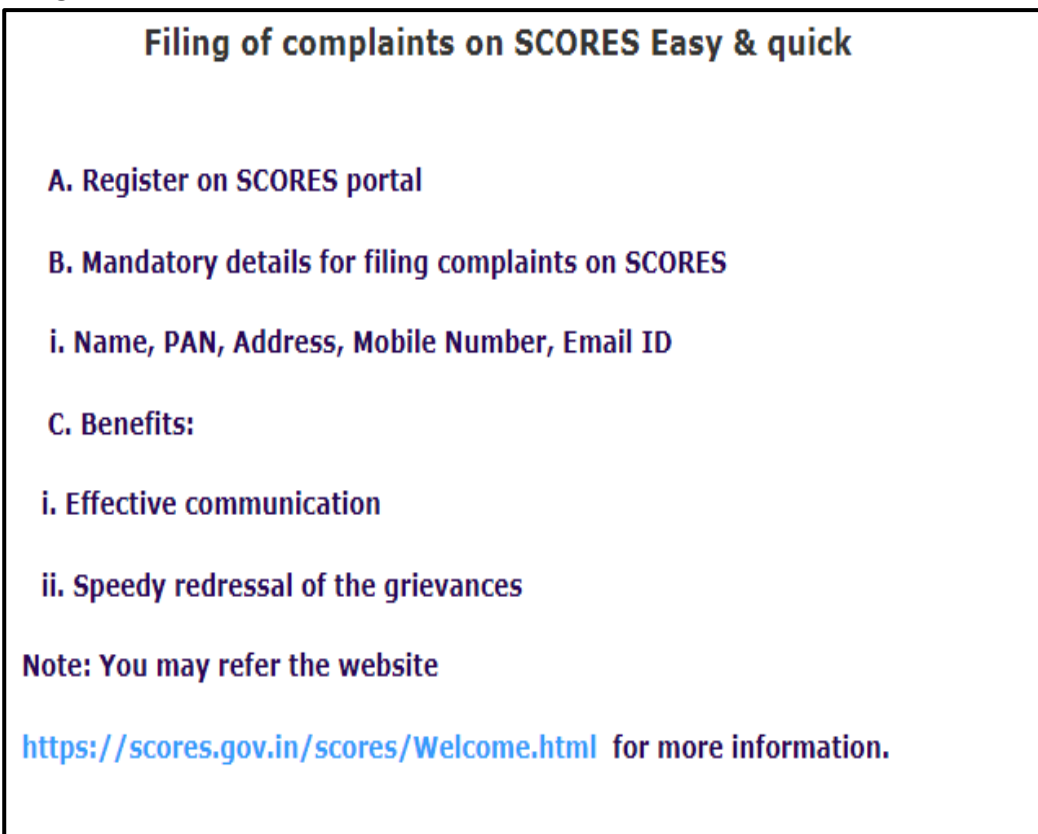 Filing of complaints on SCORES Easy & quick
A. Register on SCORES portal
B. Mandatory details for filing complaints on SCORES
i. Name, PAN, Address, Mobile Number, Email ID
C. Benefits:
i. Effective communication
ii. Speedy redressal of the grievances
Note: You may refer the website
https://scores.gov.in/scores/Welcome.html for more information.